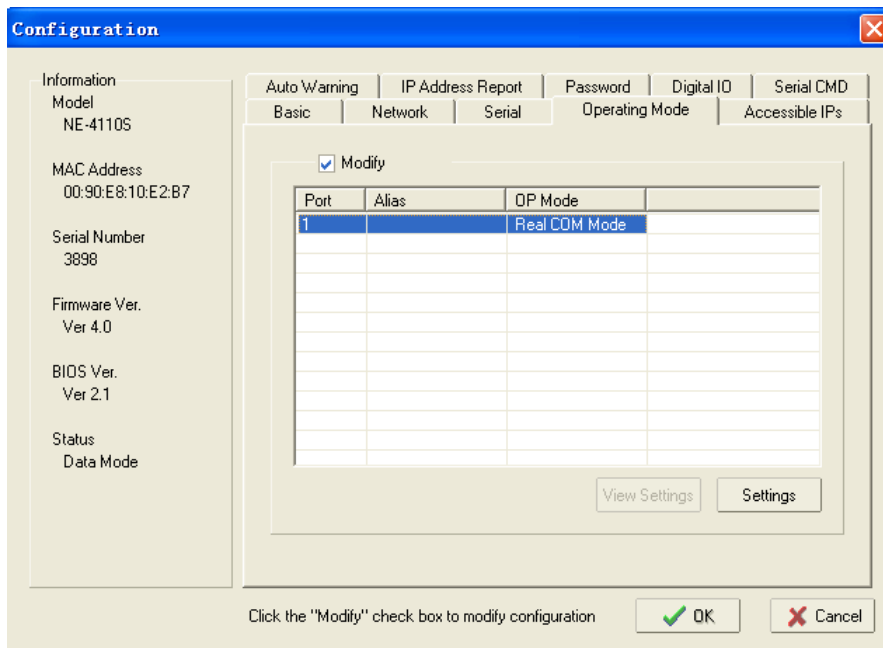 Configuration
Information
Model
NE-4110S
MAC Address
00:90:E8:10:E2:B7
Serial Number
3898
Firmware Ver.
Ver 4.0
BIOS Ver.
Ver 2.1
Status
Data Mode
Auto Warning IP Address Report Password Digital IO Serial CMD
Basic Network Serial Operating Mode Accessible IPs
Modify
Port Alias OP Mode
1 Real COM Mode
View Settings Settings
Click the "Modify" check box to modify configuration OK Cancel